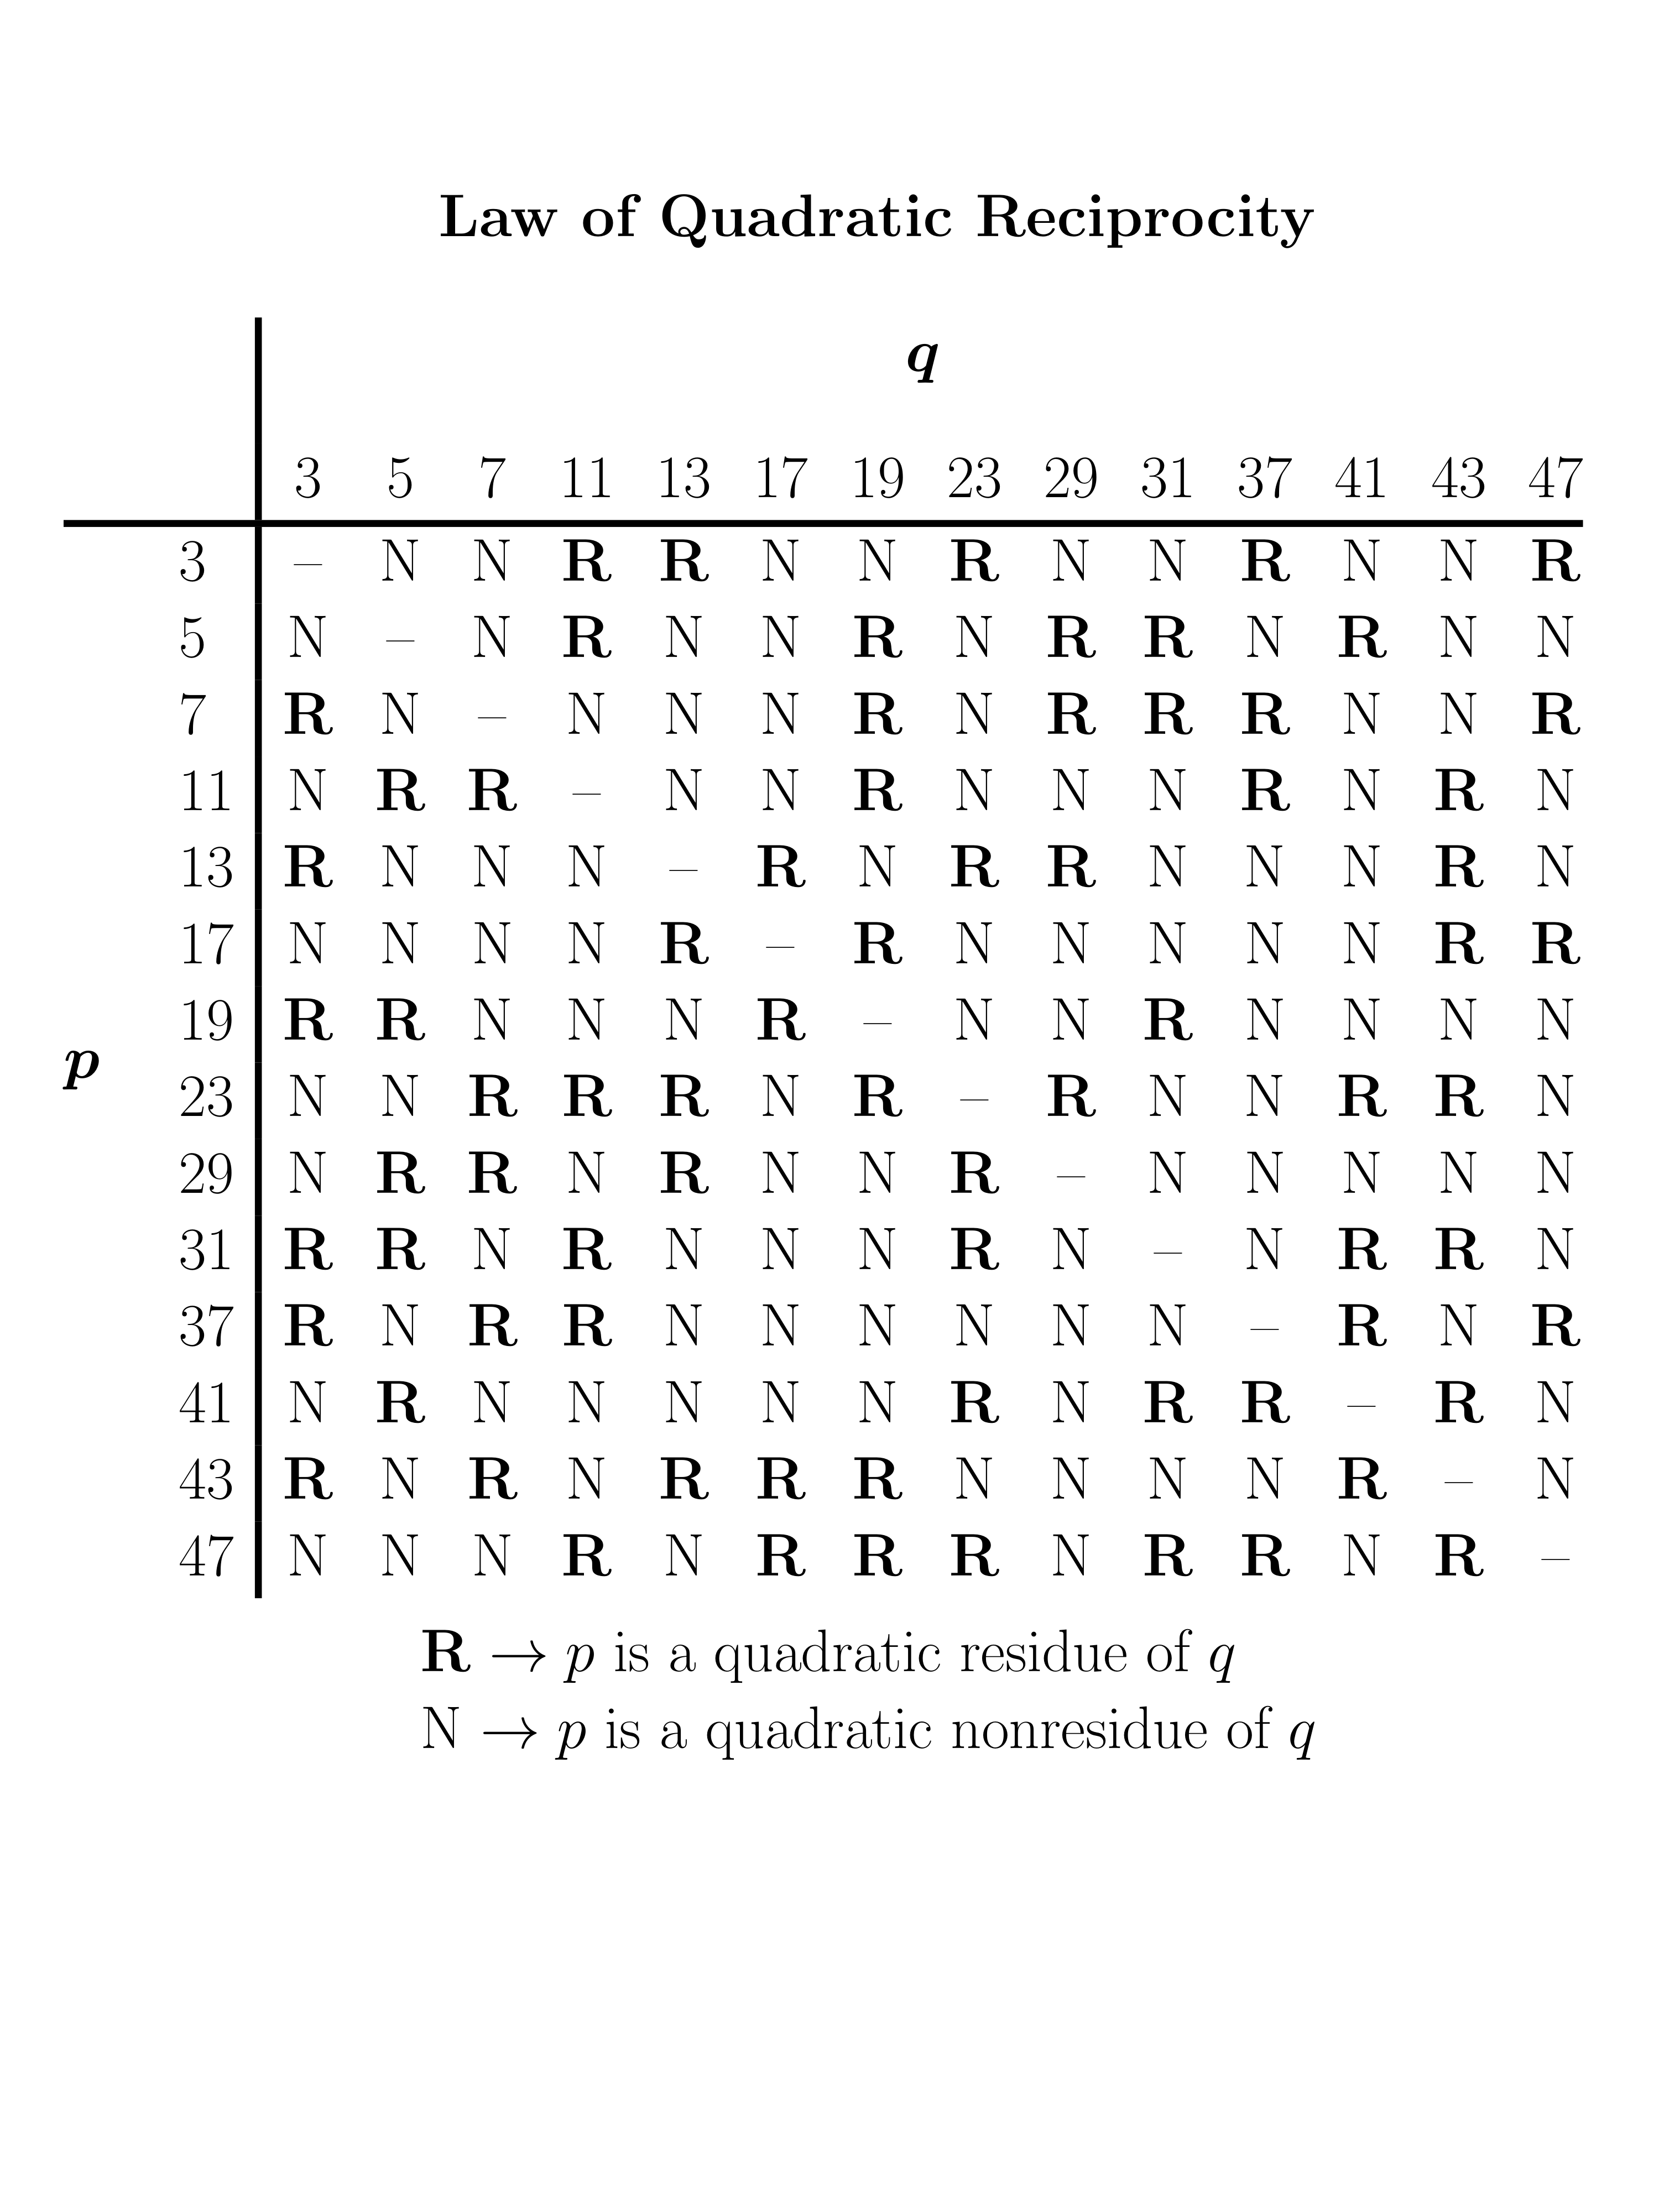 Law of Quadratic Reciprocity
q
3 5 7 11 13 17 19 23 29 31 37 41 43 47
3 – N N R R N N R N N R N N R
5 N – N R N N R N R R N R N N
7 R N – N N N R N R R R N N R
11 N R R – N N R N N N R N R N
13 R N N N – R N R R N N N R N
17 N N N N R – R N N N N N R R
19 R R N N N R – N N R N N N N
p
23 N N R R R N R – R N N R R N
29 N R R N R N N R – N N N N N
31 R R N R N N N R N – N R R N
37 R N R R N N N N N N – R N R
41 N R N N N N N R N R R – R N
43 R N R N R R R N N N N R – N
47 N N N R N R R R N R R N R –
R → p is a quadratic residue of q
N → p is a quadratic nonresidue of q